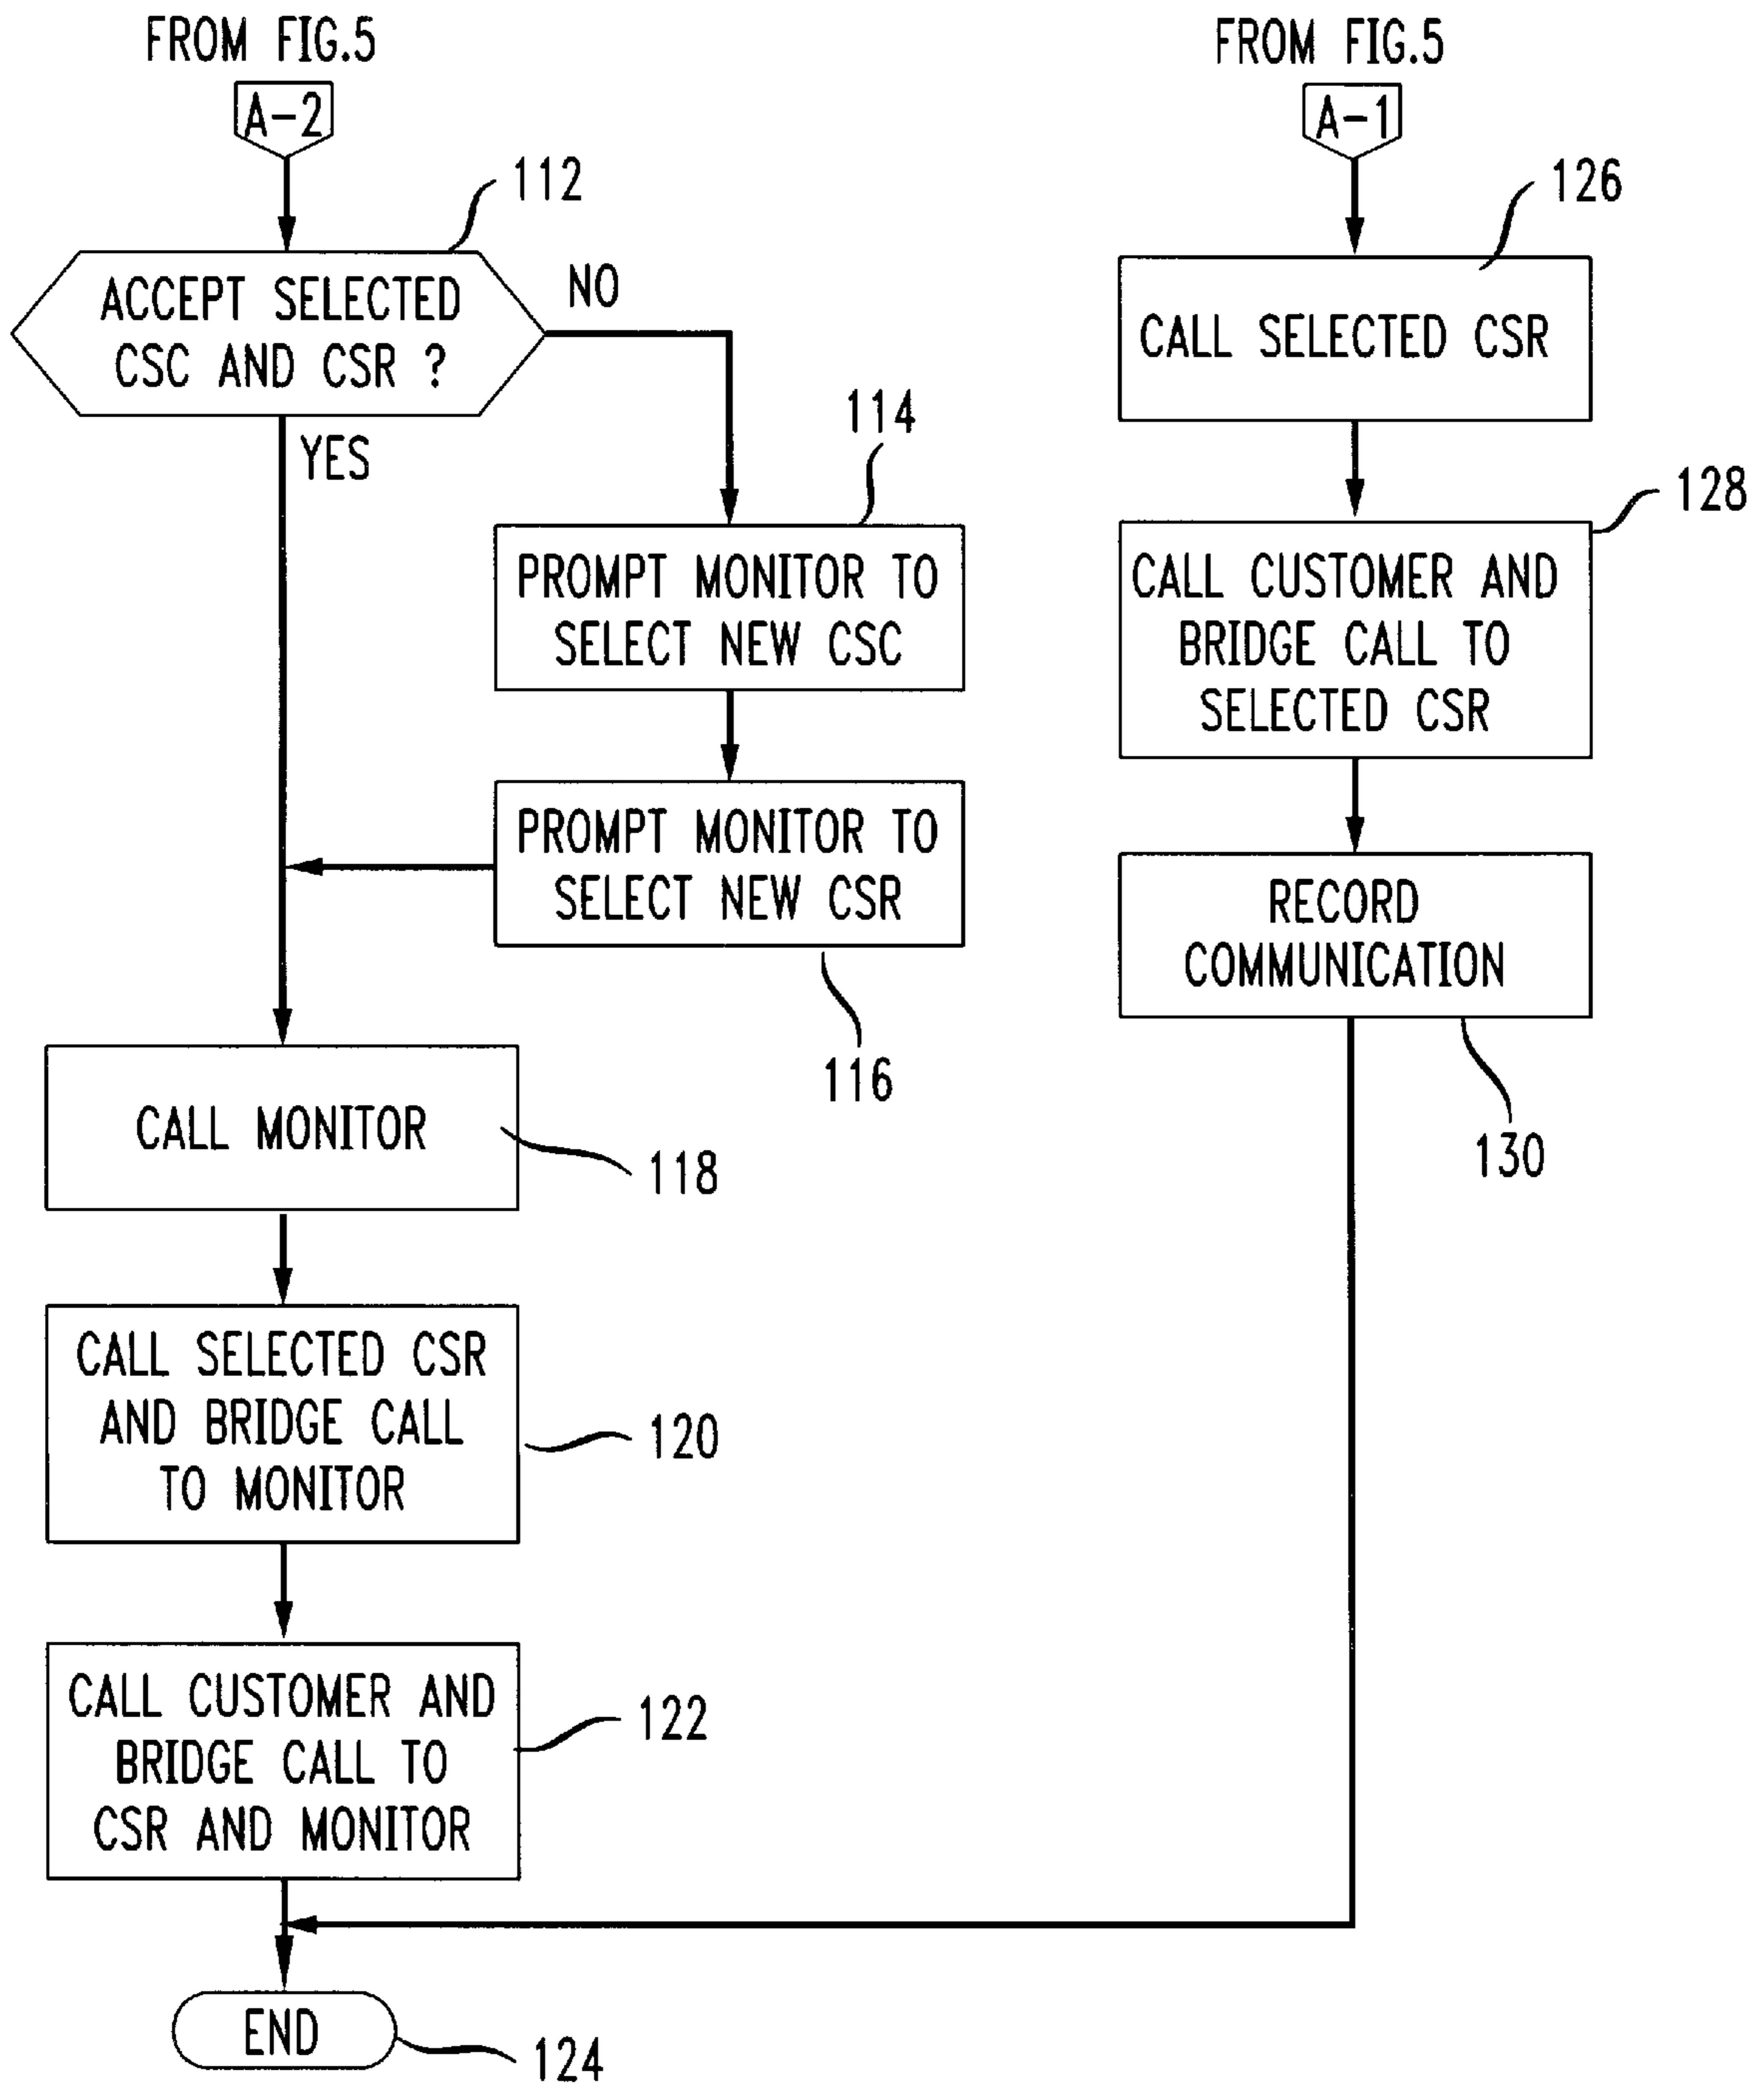 FROM FIG.5
A-2
112
ACCEPT SELECTED
CSC AND CSR ?
NO
YES
114
PROMPT MONITOR TO
SELECT NEW CSC
PROMPT MONITOR TO
SELECT NEW CSR
116
CALL MONITOR
118
CALL SELECTED CSR
AND BRIDGE CALL
TO MONITOR
120
CALL CUSTOMER AND
BRIDGE CALL TO
CSR AND MONITOR
122
END
124
FROM FIG.5
A-1
126
CALL SELECTED CSR
128
CALL CUSTOMER AND
BRIDGE CALL TO
SELECTED CSR
RECORD
COMMUNICATION
130